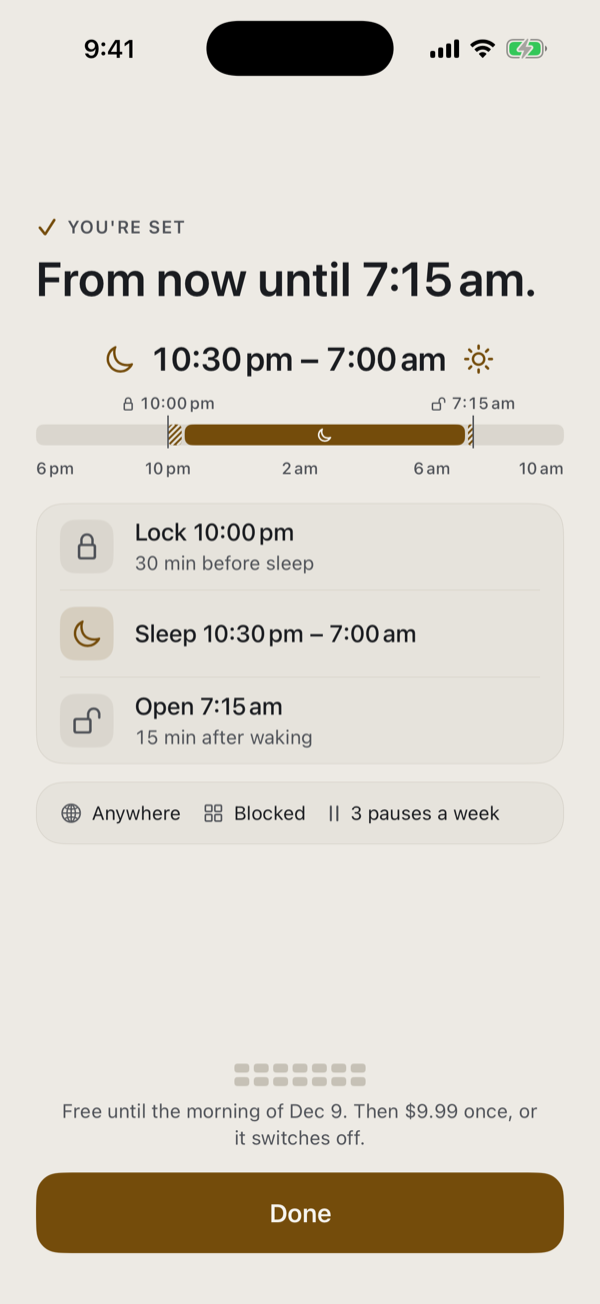 9:41
YOU'RE SET
From now until 7:15 am.
10:30 pm – 7:00 am
10:00 pm 7:15 am
6 pm 10 pm 2 am 6 am 10 am
Lock 10:00 pm
30 min before sleep
Sleep 10:30 pm – 7:00 am
Open 7:15 am
15 min after waking
Anywhere Blocked 3 pauses a week
Free until the morning of Dec 9. Then $9.99 once, or
it switches off.
Done